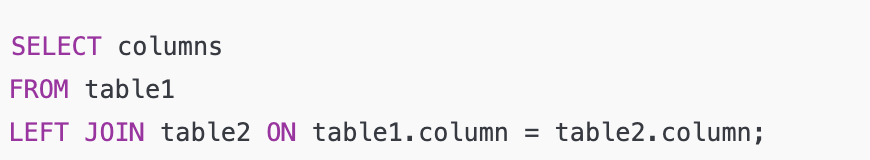 SELECT columns
FROM table1
LEFT JOIN table2 ON table1.column = table2.column;